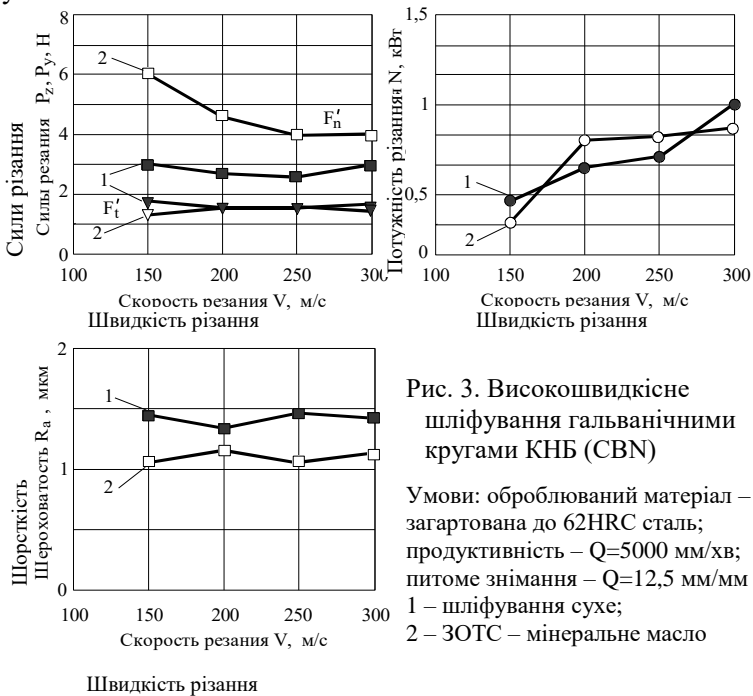 у
8
6
4
2
0
2
1
2
F'n
F't
Сили різання
Силы резания Pz, Py, Н
100 150 200 250 300
Скорость резания V, м/с
Швидкість різання
1,5
1
0,5
0
1
2
Потужність різання N, кВт
100 150 200 250 300
Скорость резания V, м/с
Швидкість різання
2
1
0
1
2
Шорсткість
Шероховатость Ra , мкм
100 150 200 250 300
Скорость резания V, м/с
Швидкість різання
Рис. 3. Високошвидкісне
шліфування гальванічними
кругами КНБ (CBN)
Умови: оброблюваний матеріал –
загартована до 62HRC сталь;
продуктивність – Q=5000 мм/хв;
питоме знімання – Q=12,5 мм/мм
1 – шліфування сухе;
2 – ЗОТС – мінеральне масло